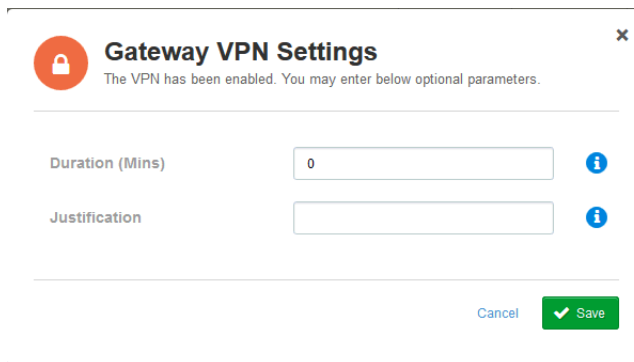 Gateway VPN Settings
The VPN has been enabled. You may enter below optional parameters.
Duration (Mins)
0
Justification
Cancel
Save